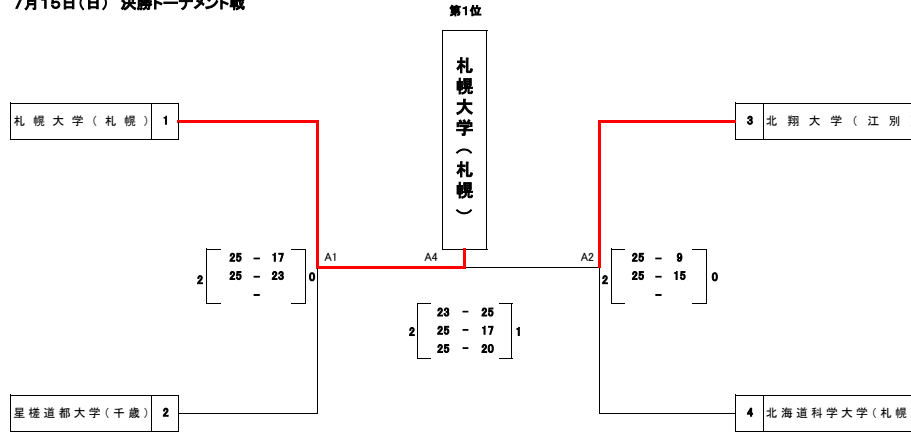 7月15日(日) 決勝トーナメント戦
第1位
札幌大学(札幌)
札幌大学(札幌) 1
3 北翔大学(江別
A1
A4
A2
2 25 - 17 0
25 - 23
-
2 25 - 9 0
25 - 15
-
23 - 25
2 25 - 17 1
25 - 20
星槎道都大学(千歳) 2
4 北海道科学大学(札幌